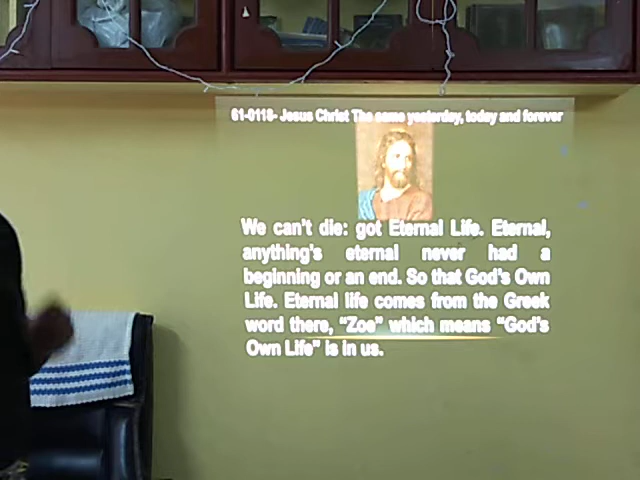 61-0118- Jesus Christ The same yesterday, today and forever
We can't die: got Eternal Life. Eternal,
anything's eternal never had a
beginning or an end. So that God's Own
Life. Eternal life comes from the Greek
word there, “Zoe” which means “God's
Own Life” is in us.